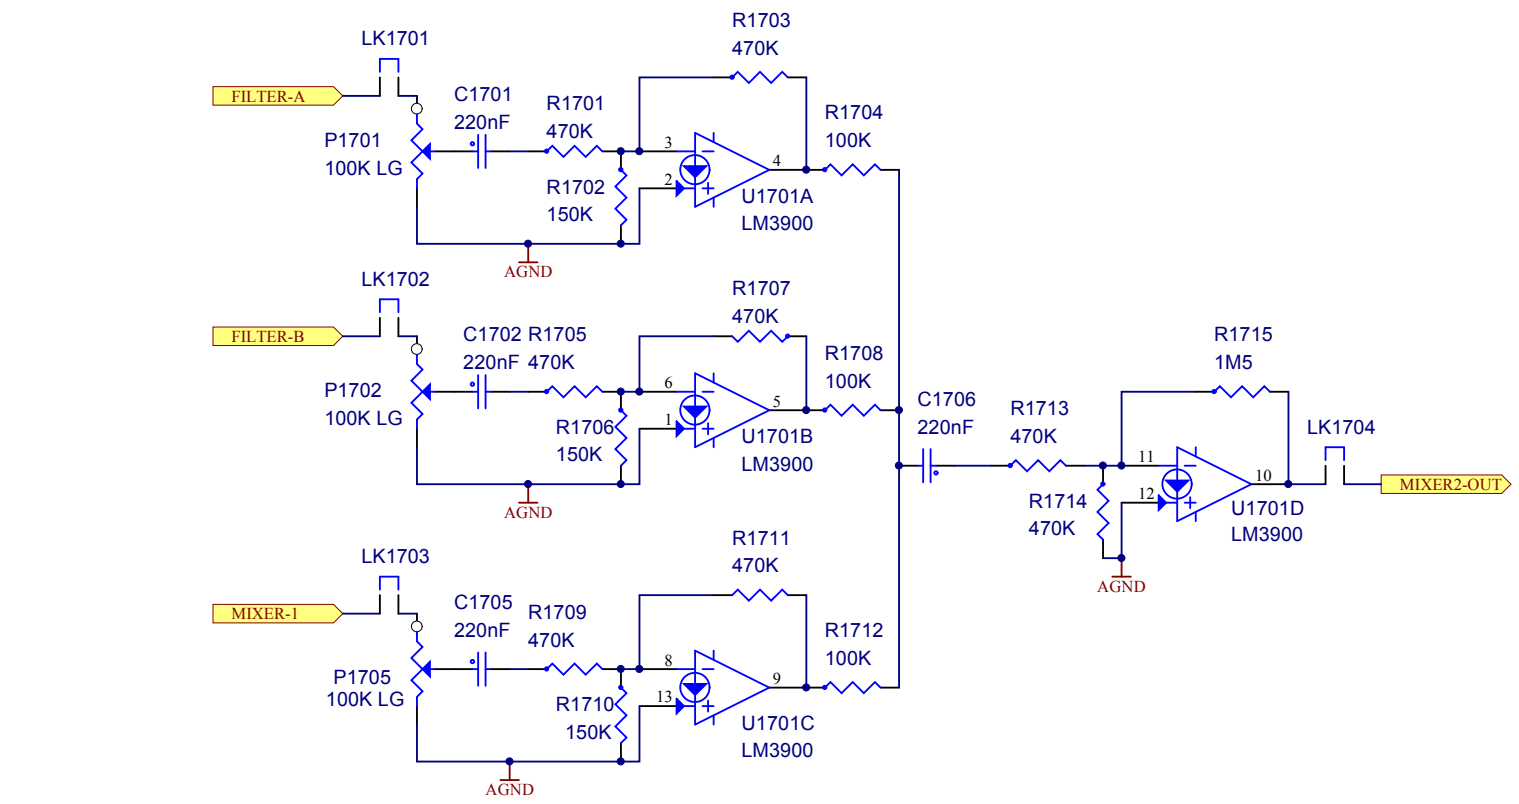 R1703
470K
LK1701
FILTER-A
C1701
220nF
R1701
470K
R1704
100K
P1701
100K LG
3
4
2
R1702
150K
U1701A
LM3900
AGND
LK1702
R1707
470K
FILTER-B
C1702 R1705
220nF 470K
R1708
100K
P1702
100K LG
6
5
1
R1706
150K
U1701B
LM3900
AGND
R1715
1M5
C1706
220nF
R1713
470K
LK1704
11
10
12
MIXER2-OUT
R1714
470K
U1701D
LM3900
AGND
LK1703
R1711
470K
MIXER-1
C1705
220nF
R1709
470K
R1712
100K
P1705
100K LG
8
9
13
R1710
150K
U1701C
LM3900
AGND